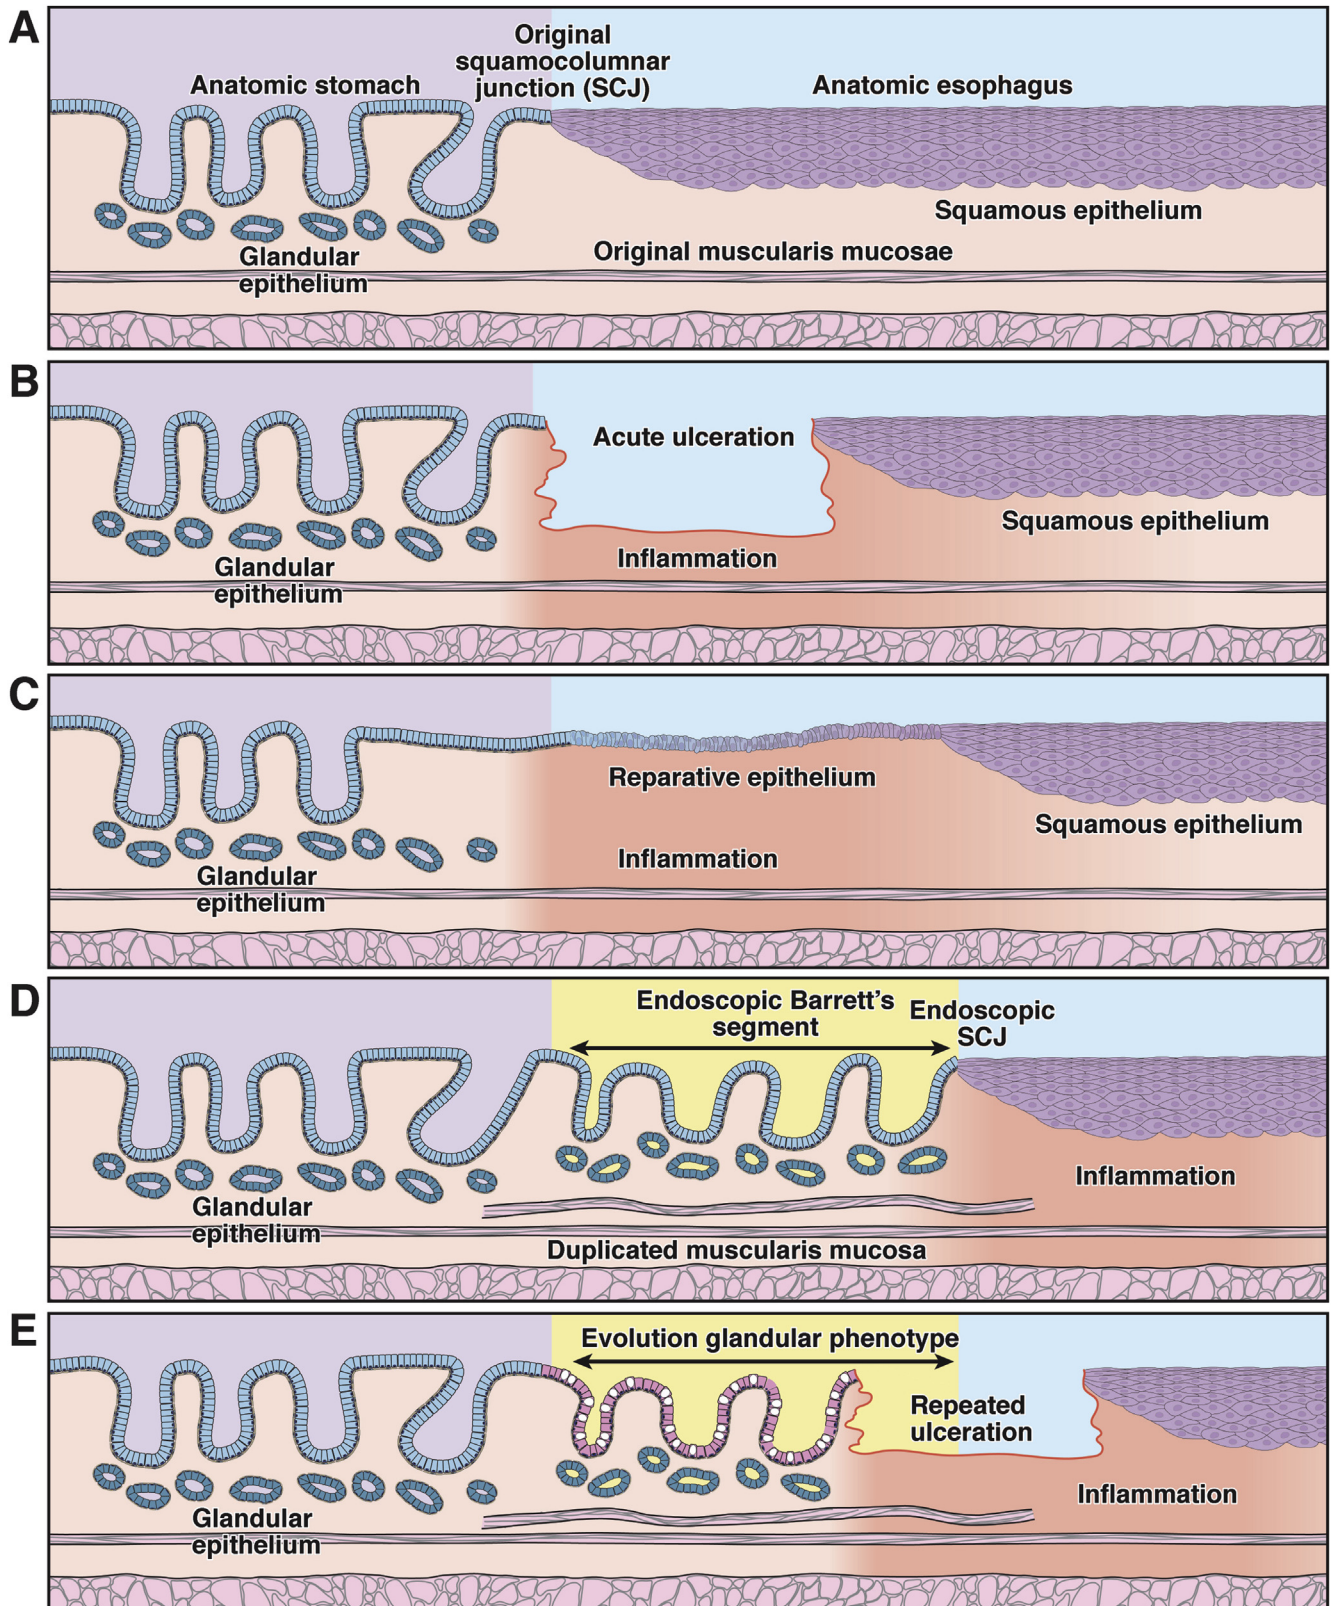 A
Original
squamocolumnar
junction (SCJ)
Anatomic stomach
Anatomic esophagus
Squamous epithelium
Original muscularis mucosae
Glandular
epithelium
B
Acute ulceration
Squamous epithelium
Inflammation
Glandular
epithelium
C
Reparative epithelium
Squamous epithelium
Inflammation
Glandular
epithelium
D
Endoscopic Barrett's
segment
Endoscopic
SCJ
Inflammation
Glandular
epithelium
Duplicated muscularis mucosa
E
Evolution glandular phenotype
Repeated
ulceration
Inflammation
Glandular
epithelium